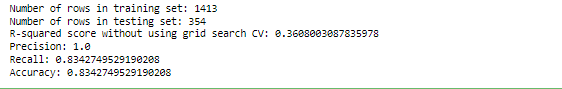 Number of rows in training set: 1413
Number of rows in testing set: 354
R-squared score without using grid search CV: 0.3608003087835978
Precision: 1.0
Recall: 0.8342749529190208
Accuracy: 0.8342749529190208